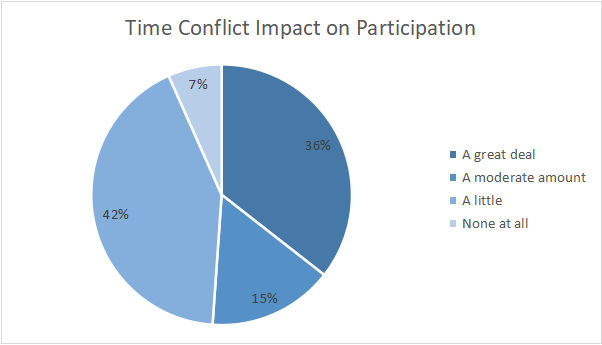 Time Conflict Impact on Participation
7%
36%
42%
15%
A great deal
A moderate amount
A little
None at all